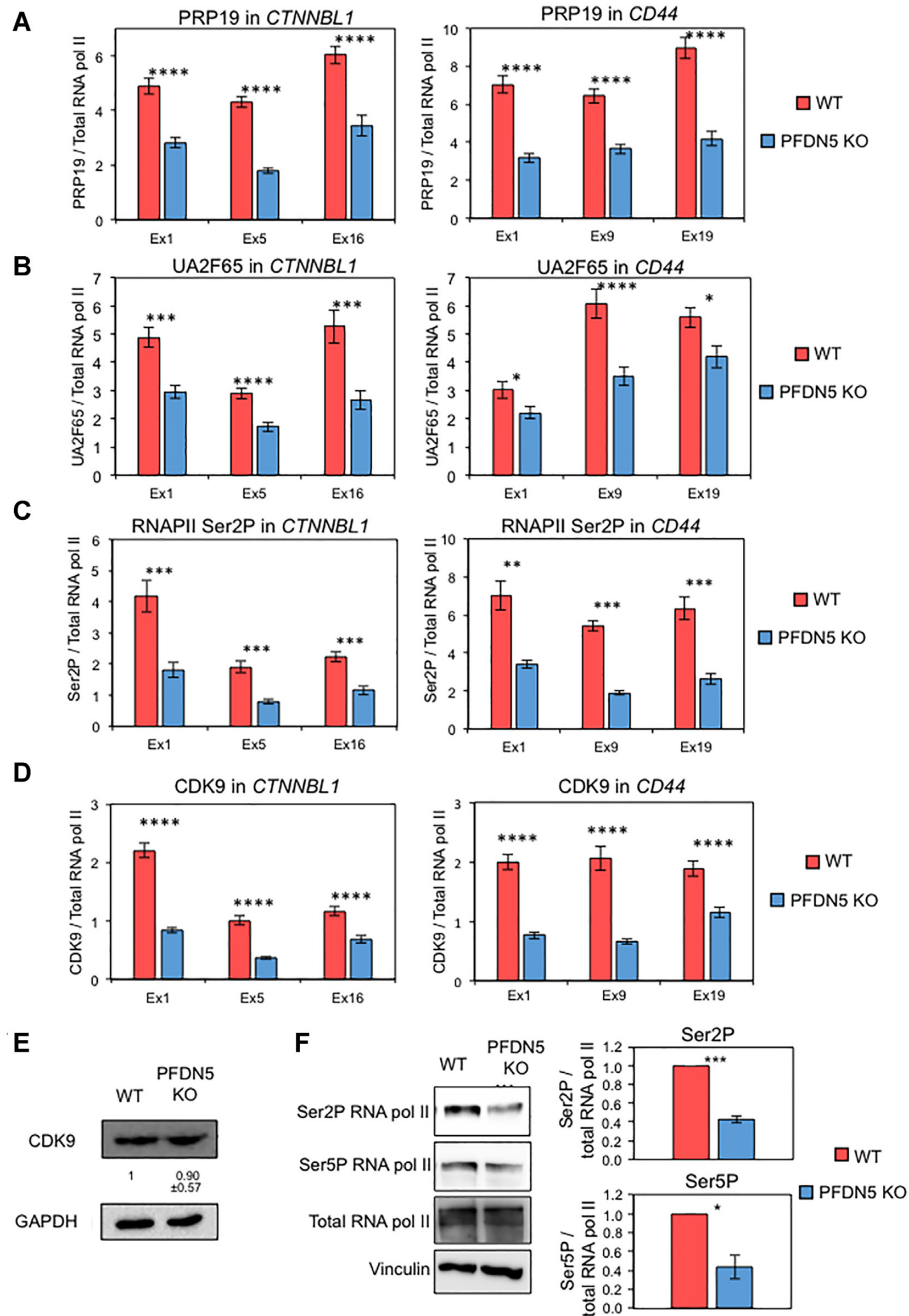 A
PRP19 in CTNNBL1
PRP19 / Total RNA pol II
6
4
2
0
****
****
****
Ex1
Ex5
Ex16
PRP19 in CD44
PRP19 / Total RNA pol II
10
8
6
4
2
0
****
****
****
Ex1
Ex9
Ex19
WT
PFDN5 KO
B
UA2F65 in CTNNBL1
UA2F65 / Total RNA pol II
7
6
5
4
3
2
1
0
***
****
***
Ex1
Ex5
Ex16
UA2F65 in CD44
UA2F65 / Total RNA pol II
7
6
5
4
3
2
1
0
*
****
*
Ex1
Ex9
Ex19
WT
PFDN5 KO
C
RNAPII Ser2P in CTNNBL1
Ser2P / Total RNA pol II
6
5
4
3
2
1
0
***
***
***
Ex1
Ex5
Ex16
RNAPII Ser2P in CD44
Ser2P / Total RNA pol II
10
8
6
4
2
0
**
***
***
Ex1
Ex9
Ex19
WT
PFDN5 KO
D
CDK9 in CTNNBL1
CDK9 / Total RNA pol II
3
2
1
0
****
****
****
Ex1
Ex5
Ex16
CDK9 in CD44
CDK9 / Total RNA pol II
3
2
1
0
****
****
****
Ex1
Ex9
Ex19
WT
PFDN5 KO
E
WT
PFDN5
KO
CDK9
1
0.90
±0.57
GAPDH
F
WT
PFDN5
KO
Ser2P RNA pol II
Ser5P RNA pol II
Total RNA pol II
Vinculin
Ser2P
Ser2P /
total RNA pol II
1.2
1.0
0.8
0.6
0.4
0.2
0.0
***
Ser5P
Ser5P /
total RNA pol II
1.2
1
0.8
0.6
0.4
0.2
0
*
WT
PFDN5 KO